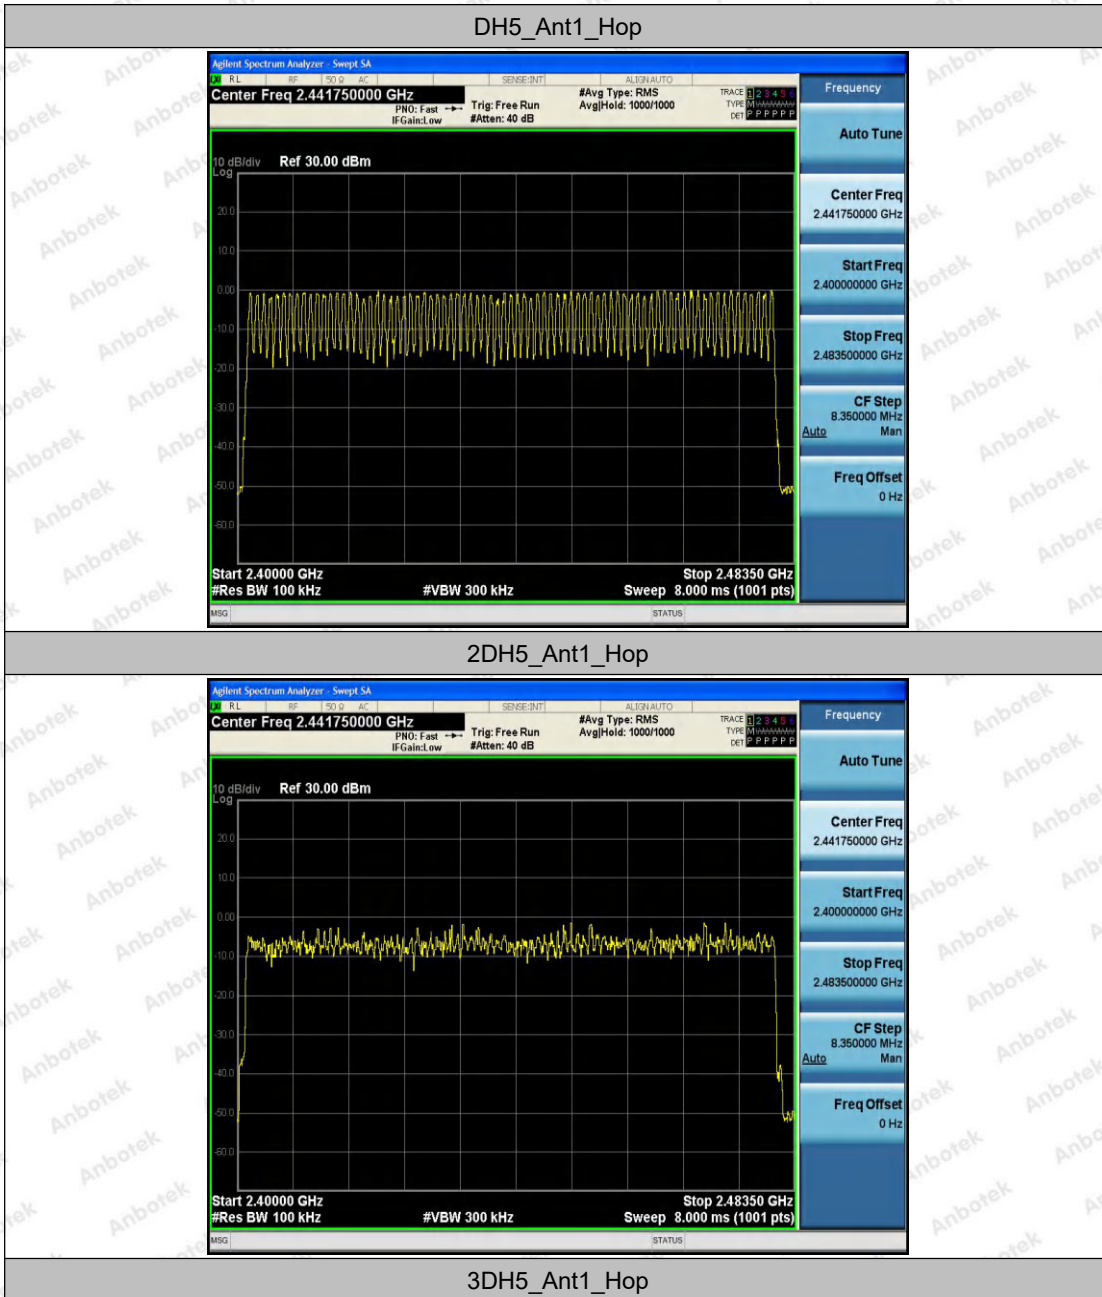 DH5_Ant1_Hop
Agilent Spectrum Analyzer - Swept SA
RL RF 50 Ω AC SENSE:INT ALIGN AUTO
Center Freq 2.441750000 GHz
PNO: Fast
IFGain:Low
Trig: Free Run
#Atten: 40 dB
#Avg Type: RMS
Avg|Hold: 1000/1000
TRACE 1 2 3 4 5 6
TYPE M
DET P P P P P P
10 dB/div
Log
Ref 30.00 dBm
20.0
10.0
0.00
-10.0
-20.0
-30.0
-40.0
-50.0
-60.0
Start 2.40000 GHz
Stop 2.48350 GHz
#Res BW 100 kHz
#VBW 300 kHz
Sweep 8.000 ms (1001 pts)
MSG
STATUS
Frequency
Auto Tune
Center Freq
2.441750000 GHz
Start Freq
2.400000000 GHz
Stop Freq
2.483500000 GHz
CF Step
8.350000 MHz
Auto Man
Freq Offset
0 Hz
2DH5_Ant1_Hop
Agilent Spectrum Analyzer - Swept SA
RL RF 50 Ω AC SENSE:INT ALIGN AUTO
Center Freq 2.441750000 GHz
PNO: Fast
IFGain:Low
Trig: Free Run
#Atten: 40 dB
#Avg Type: RMS
Avg|Hold: 1000/1000
TRACE 1 2 3 4 5 6
TYPE M
DET P P P P P P
10 dB/div
Log
Ref 30.00 dBm
20.0
10.0
0.00
-10.0
-20.0
-30.0
-40.0
-50.0
-60.0
Start 2.40000 GHz
Stop 2.48350 GHz
#Res BW 100 kHz
#VBW 300 kHz
Sweep 8.000 ms (1001 pts)
MSG
STATUS
Frequency
Auto Tune
Center Freq
2.441750000 GHz
Start Freq
2.400000000 GHz
Stop Freq
2.483500000 GHz
CF Step
8.350000 MHz
Auto Man
Freq Offset
0 Hz
3DH5_Ant1_Hop
Anbotek